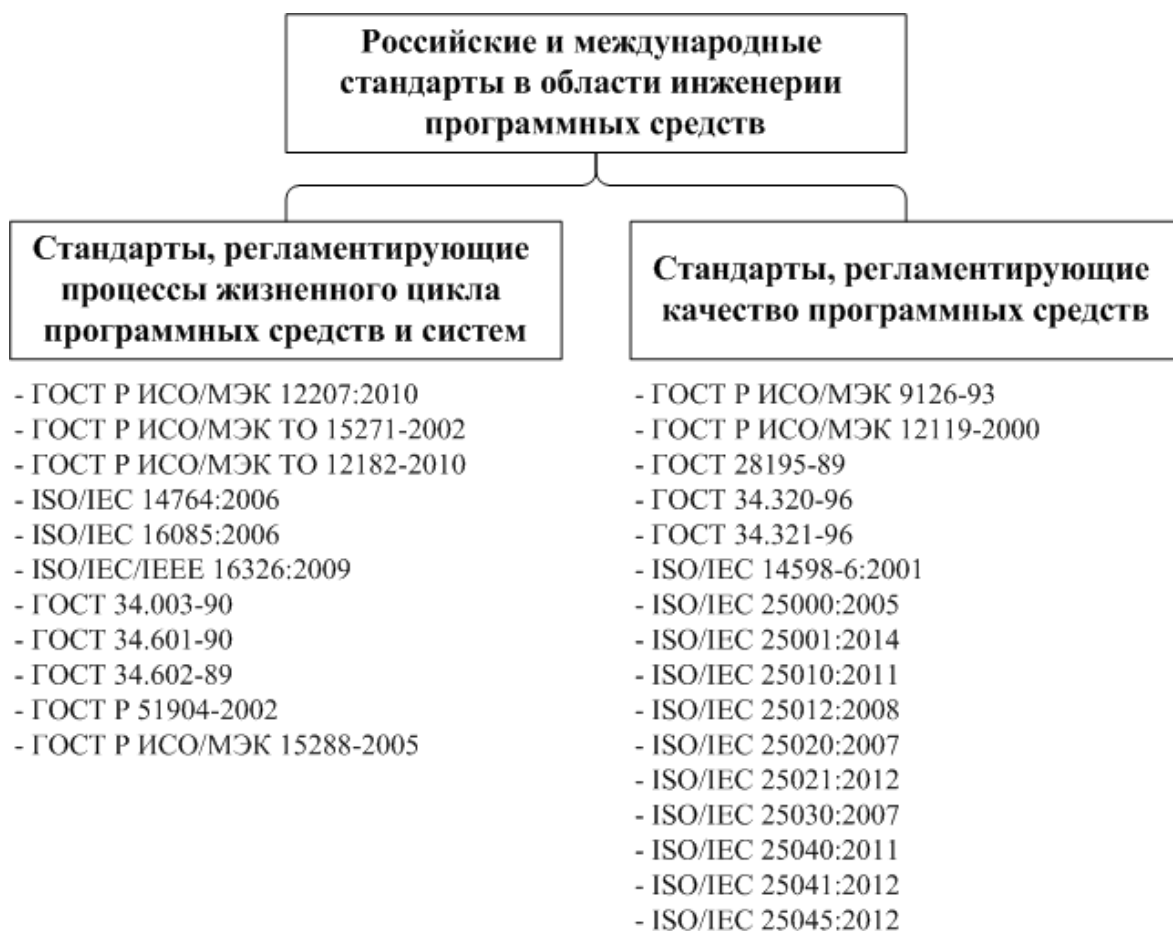 Российские и международные
стандарты в области инженерии
программных средств
Стандарты, регламентирующие
процессы жизненного цикла
программных средств и систем
- ГОСТ Р ИСО/МЭК 12207:2010
- ГОСТ Р ИСО/МЭК ТО 15271-2002
- ГОСТ Р ИСО/МЭК ТО 12182-2010
- ISO/IEC 14764:2006
- ISO/IEC 16085:2006
- ISO/IEC/IEEE 16326:2009
- ГОСТ 34.003-90
- ГОСТ 34.601-90
- ГОСТ 34.602-89
- ГОСТ Р 51904-2002
- ГОСТ Р ИСО/МЭК 15288-2005
Стандарты, регламентирующие
качество программных средств
- ГОСТ Р ИСО/МЭК 9126-93
- ГОСТ Р ИСО/МЭК 12119-2000
- ГОСТ 28195-89
- ГОСТ 34.320-96
- ГОСТ 34.321-96
- ISO/IEC 14598-6:2001
- ISO/IEC 25000:2005
- ISO/IEC 25001:2014
- ISO/IEC 25010:2011
- ISO/IEC 25012:2008
- ISO/IEC 25020:2007
- ISO/IEC 25021:2012
- ISO/IEC 25030:2007
- ISO/IEC 25040:2011
- ISO/IEC 25041:2012
- ISO/IEC 25045:2012